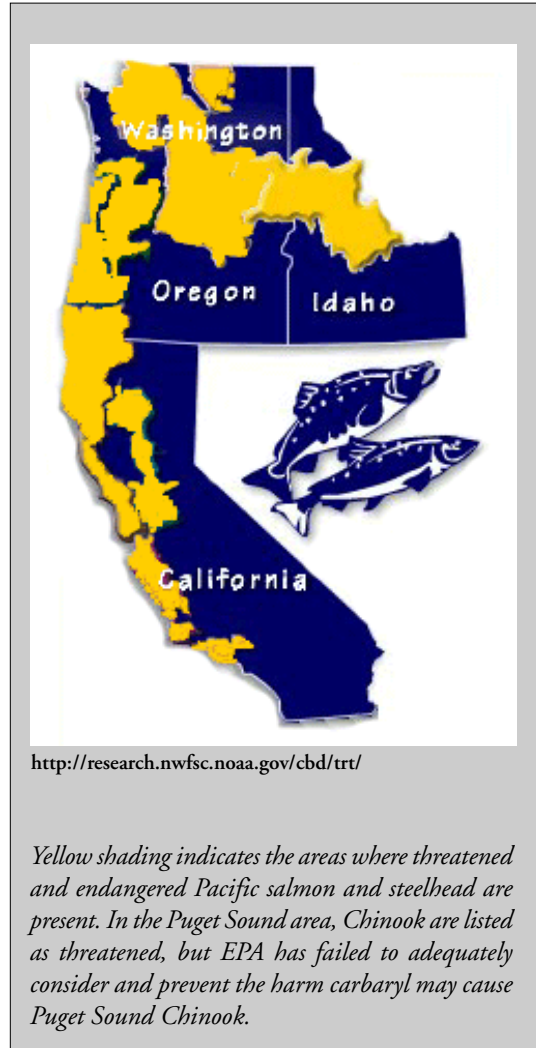 Washington
Oregon
Idaho
California
http://research.nwfsc.noaa.gov/cbd/trt/
Yellow shading indicates the areas where threatened
and endangered Pacific salmon and steelhead are
present. In the Puget Sound area, Chinook are listed
as threatened, but EPA has failed to adequately
consider and prevent the harm carbaryl may cause
Puget Sound Chinook.